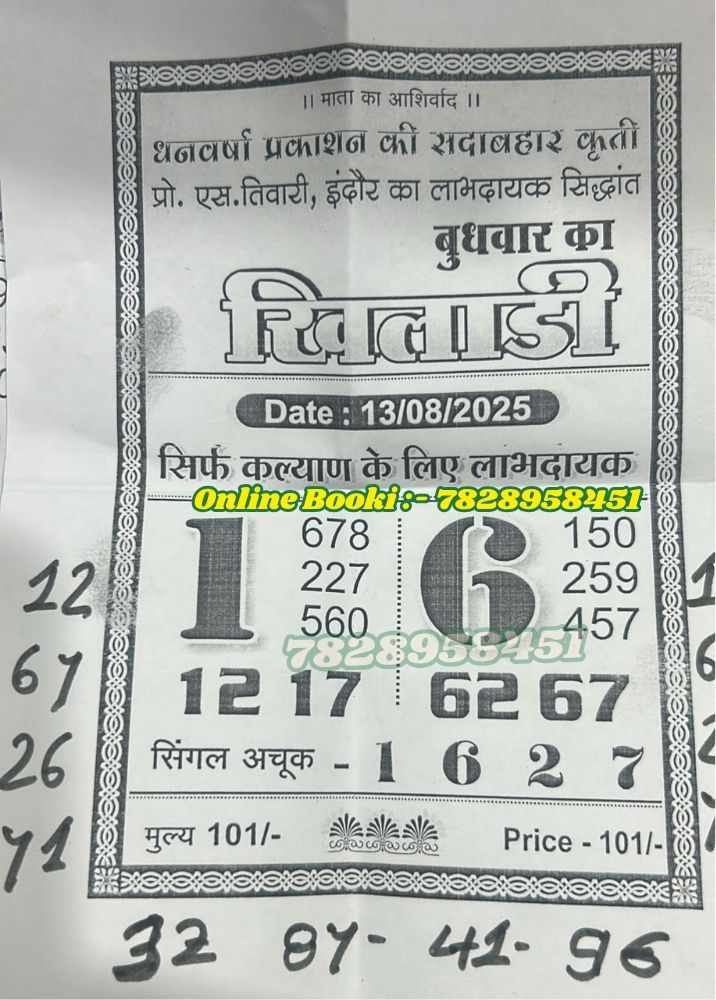 ।। माता का आशिर्वाद ।।
धनवर्षा प्रकाशन की सदाबहार कृती
प्रो. एस.तिवारी, इंदौर का लाभदायक सिद्धांत
बुधवार का
खिलाडी
Date : 13/08/2025
सिर्फ कल्याण के लिए लाभदायक
Online Booki :- 7828958451
1 678 6 150
227 259
560 457
7828958451
12 17 62 67
सिंगल अचूक - 1 6 2 7
मुल्य 101/- Price - 101/-
12
67
26
71
32 87- 41- 96